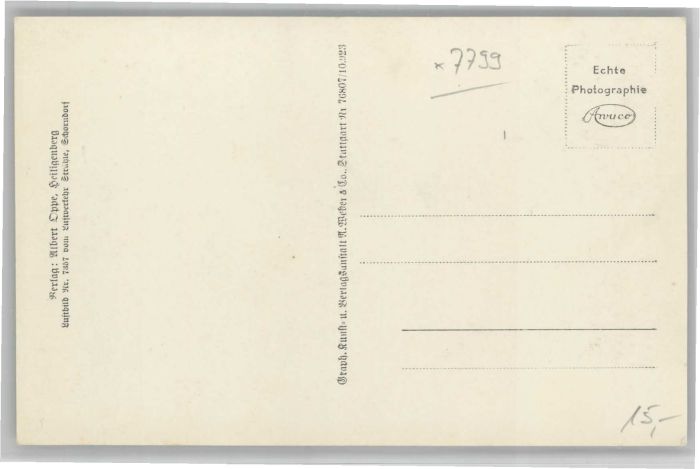 Verlag: Albert Oppe, Heiligenberg
Luftbild Nr. 7857 vom Luftverkehr Strähle, Schorndorf
Graph. Kunst- u. Verlagsanstalt A. Weber & Co., Stuttgart Nr 76807/10.923
x 7799
Echte
Photographie
Awuco
15,-